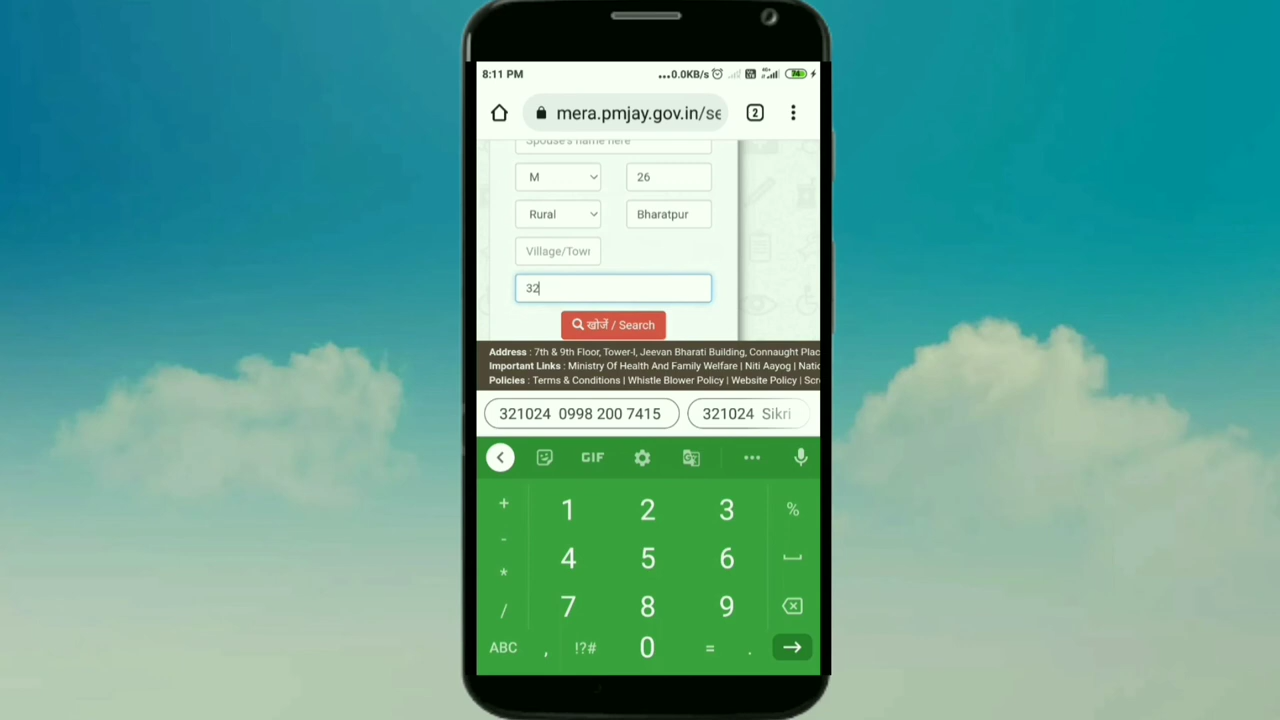 8:11 PM ...0.0KB/s 4G+ 74
mera.pmjay.gov.in/se 2
Spouse's name here
M 26
Rural Bharatpur
Village/Town
32
खोजें / Search
Address : 7th & 9th Floor, Tower-I, Jeevan Bharati Building, Connaught Plac
Important Links : Ministry Of Health And Family Welfare | Niti Aayog | Natio
Policies : Terms & Conditions | Whistle Blower Policy | Website Policy | Scr
321024 0998 200 7415 321024 Sikri
GIF
+ 1 2 3 %
- 4 5 6
*
/ 7 8 9
ABC , !?# 0 = .